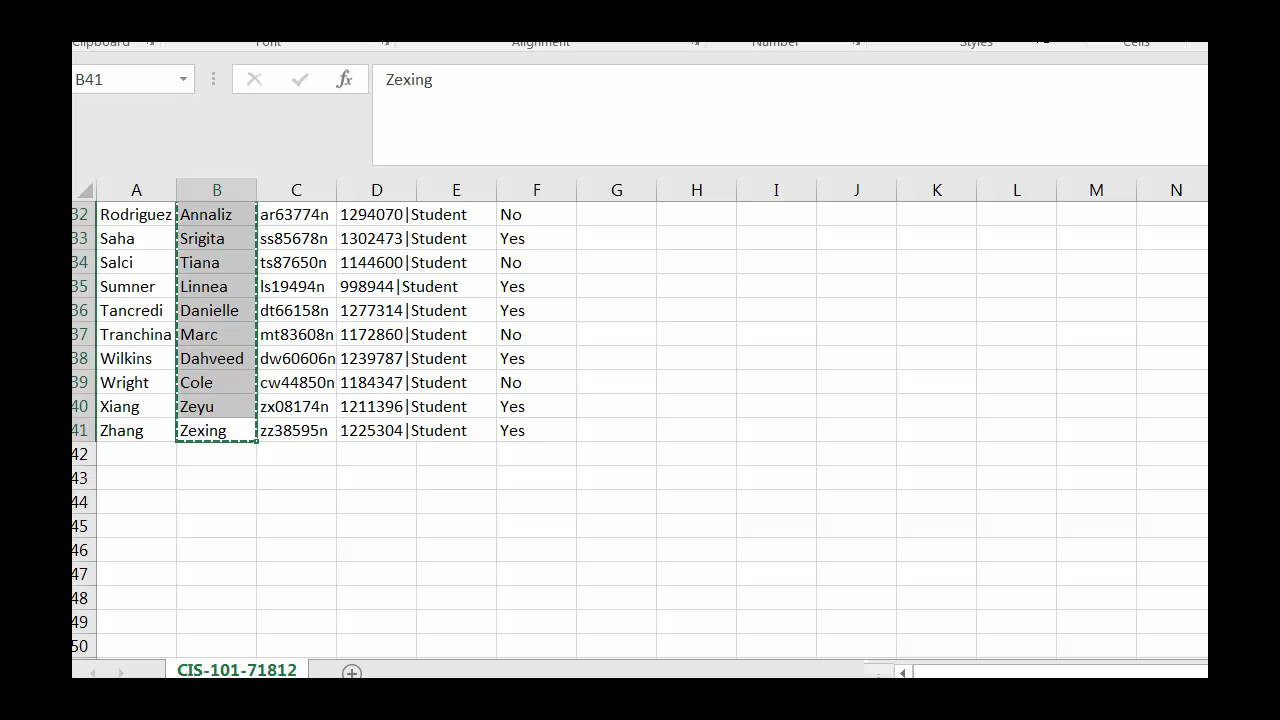 Clipboard Font Alignment Number Styles Cells
B41 fx Zexing
A B C D E F G H I J K L M N
32 Rodriguez Annaliz ar63774n 1294070|Student No
33 Saha Srigita ss85678n 1302473|Student Yes
34 Salci Tiana ts87650n 1144600|Student No
35 Sumner Linnea ls19494n 998944|Student Yes
36 Tancredi Danielle dt66158n 1277314|Student Yes
37 Tranchina Marc mt83608n 1172860|Student No
38 Wilkins Dahveed dw60606n 1239787|Student Yes
39 Wright Cole cw44850n 1184347|Student No
40 Xiang Zeyu zx08174n 1211396|Student Yes
41 Zhang Zexing zz38595n 1225304|Student Yes
42
43
44
45
46
47
48
49
50
CIS-101-71812